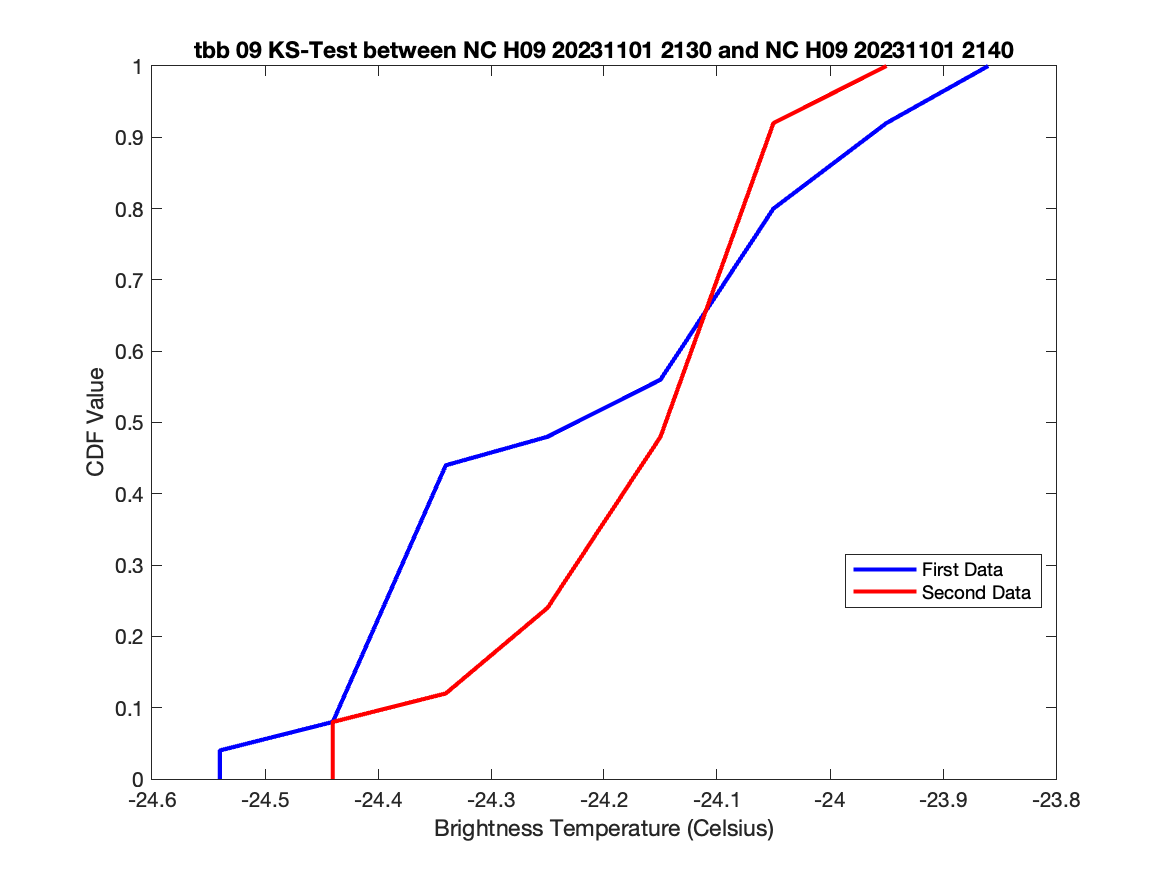 tbb 09 KS-Test between NC H09 20231101 2130 and NC H09 20231101 2140
1
0.9
0.8
0.7
0.6
0.5
0.4
0.3
0.2
0.1
0
CDF Value
First Data
Second Data
-24.6 -24.5 -24.4 -24.3 -24.2 -24.1 -24 -23.9 -23.8
Brightness Temperature (Celsius)